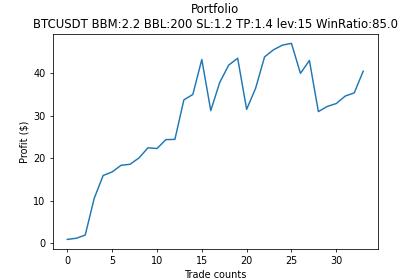 Portfolio
BTCUSDT BBM:2.2 BBL:200 SL:1.2 TP:1.4 lev:15 WinRatio:85.0
40
30
20
10
0
Profit ($)
0 5 10 15 20 25 30
Trade counts